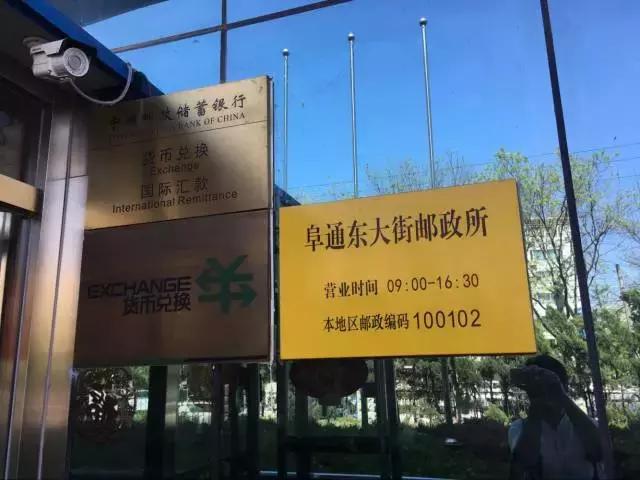 中国邮政储蓄银行
BANK OF CHINA
货币兑换
Exchange
国际汇款
International Remittance
EXCHANGE
货币兑换
阜通东大街邮政所
营业时间 09:00-16:30
本地区邮政编码 100102